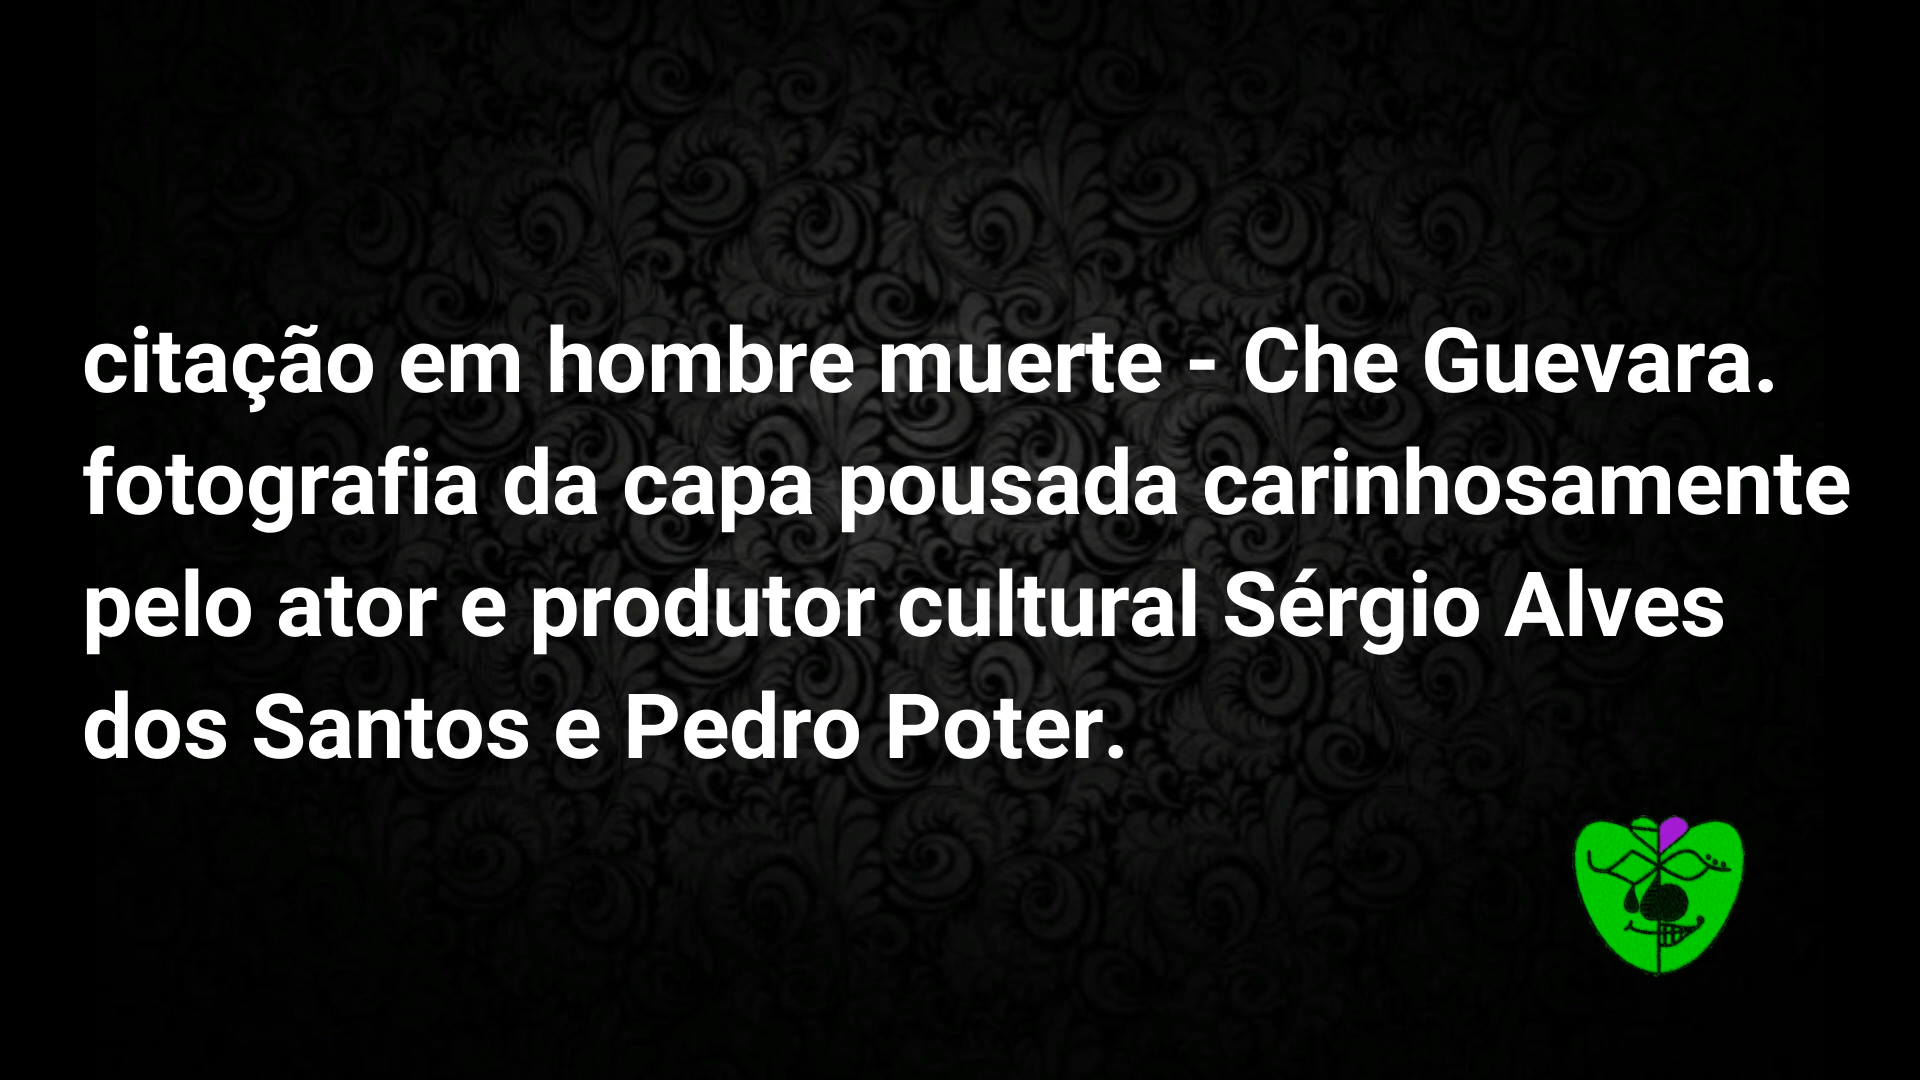 citação em hombre muerte - Che Guevara.
fotografia da capa pousada carinhosamente
pelo ator e produtor cultural Sérgio Alves
dos Santos e Pedro Poter.